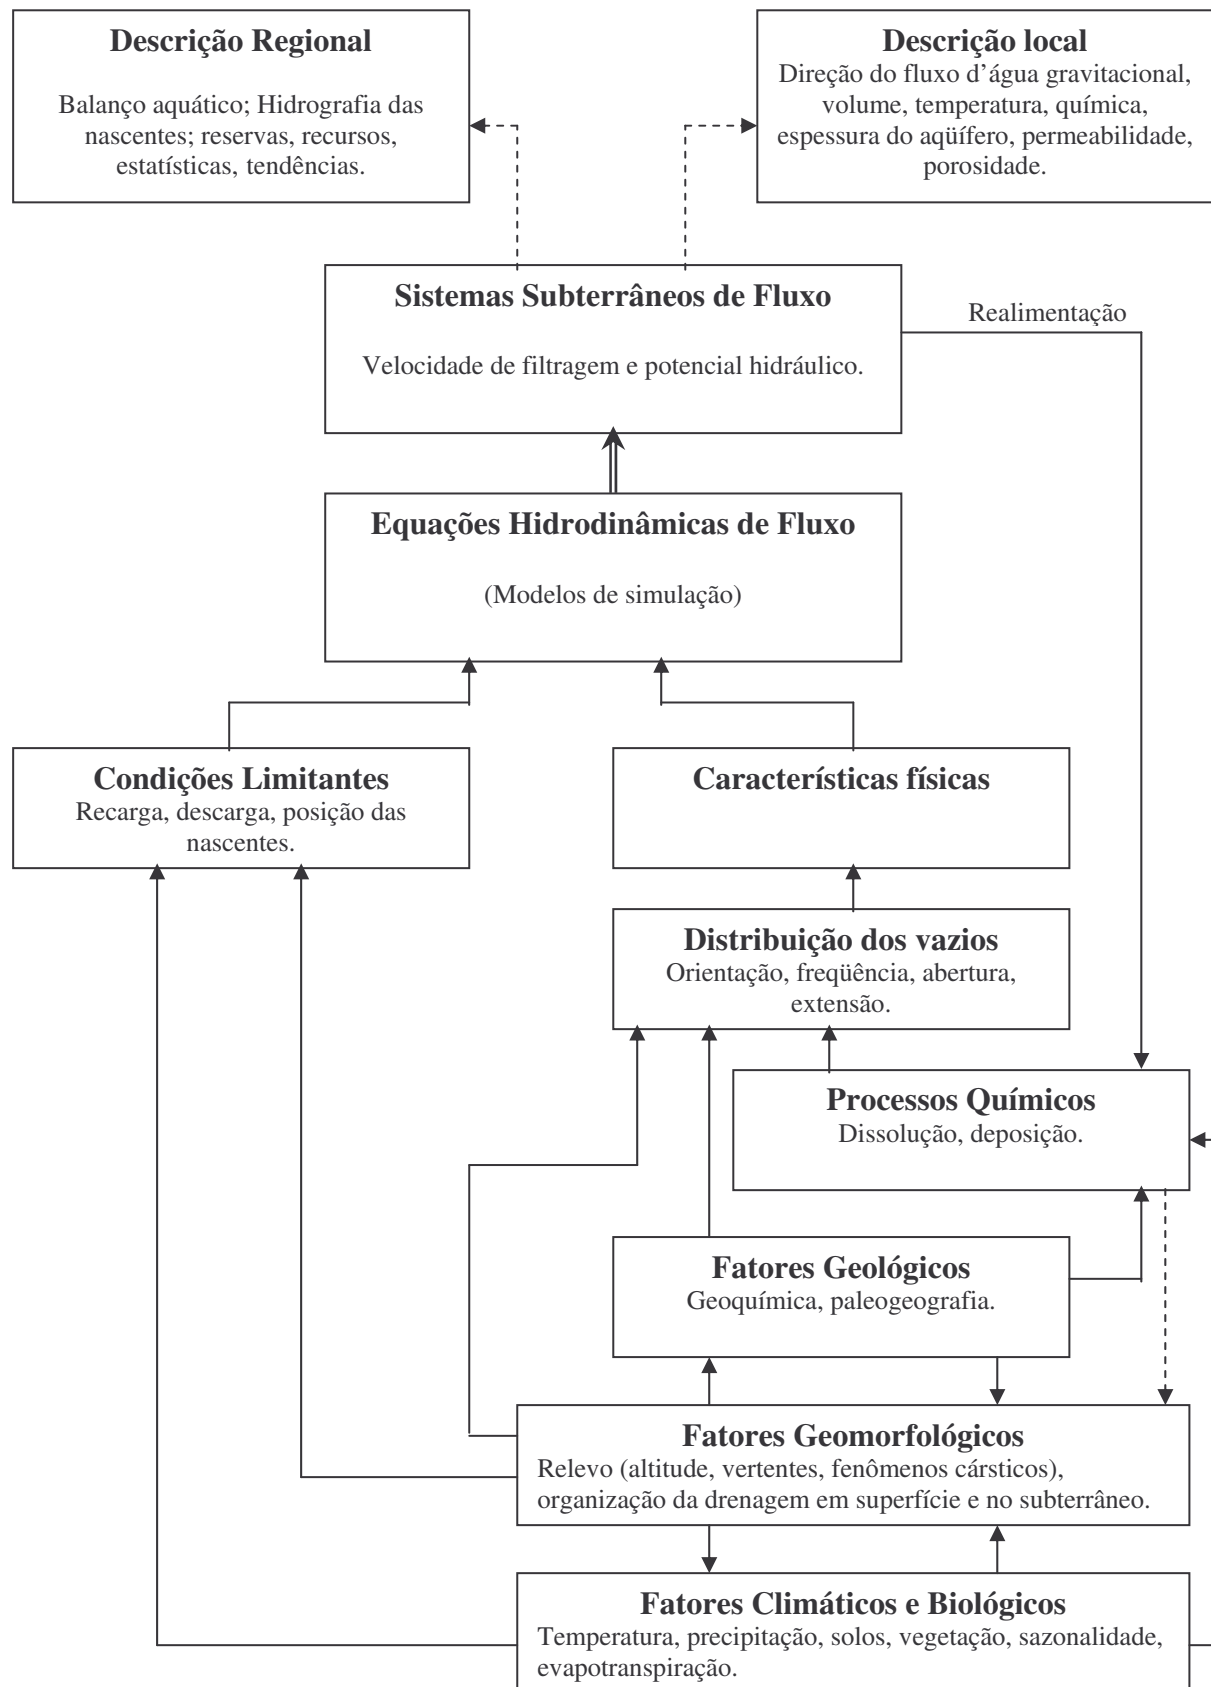 Descrição Regional
Balanço aquático; Hidrografia das
nascentes; reservas, recursos,
estatísticas, tendências.
Descrição local
Direção do fluxo d’água gravitacional,
volume, temperatura, química,
espessura do aqüífero, permeabilidade,
porosidade.
Sistemas Subterrâneos de Fluxo
Velocidade de filtragem e potencial hidráulico.
Realimentação
Equações Hidrodinâmicas de Fluxo
(Modelos de simulação)
Condições Limitantes
Recarga, descarga, posição das
nascentes.
Características físicas
Distribuição dos vazios
Orientação, freqüência, abertura,
extensão.
Processos Químicos
Dissolução, deposição.
Fatores Geológicos
Geoquímica, paleogeografia.
Fatores Geomorfológicos
Relevo (altitude, vertentes, fenômenos cársticos),
organização da drenagem em superfície e no subterrâneo.
Fatores Climáticos e Biológicos
Temperatura, precipitação, solos, vegetação, sazonalidade,
evapotranspiração.